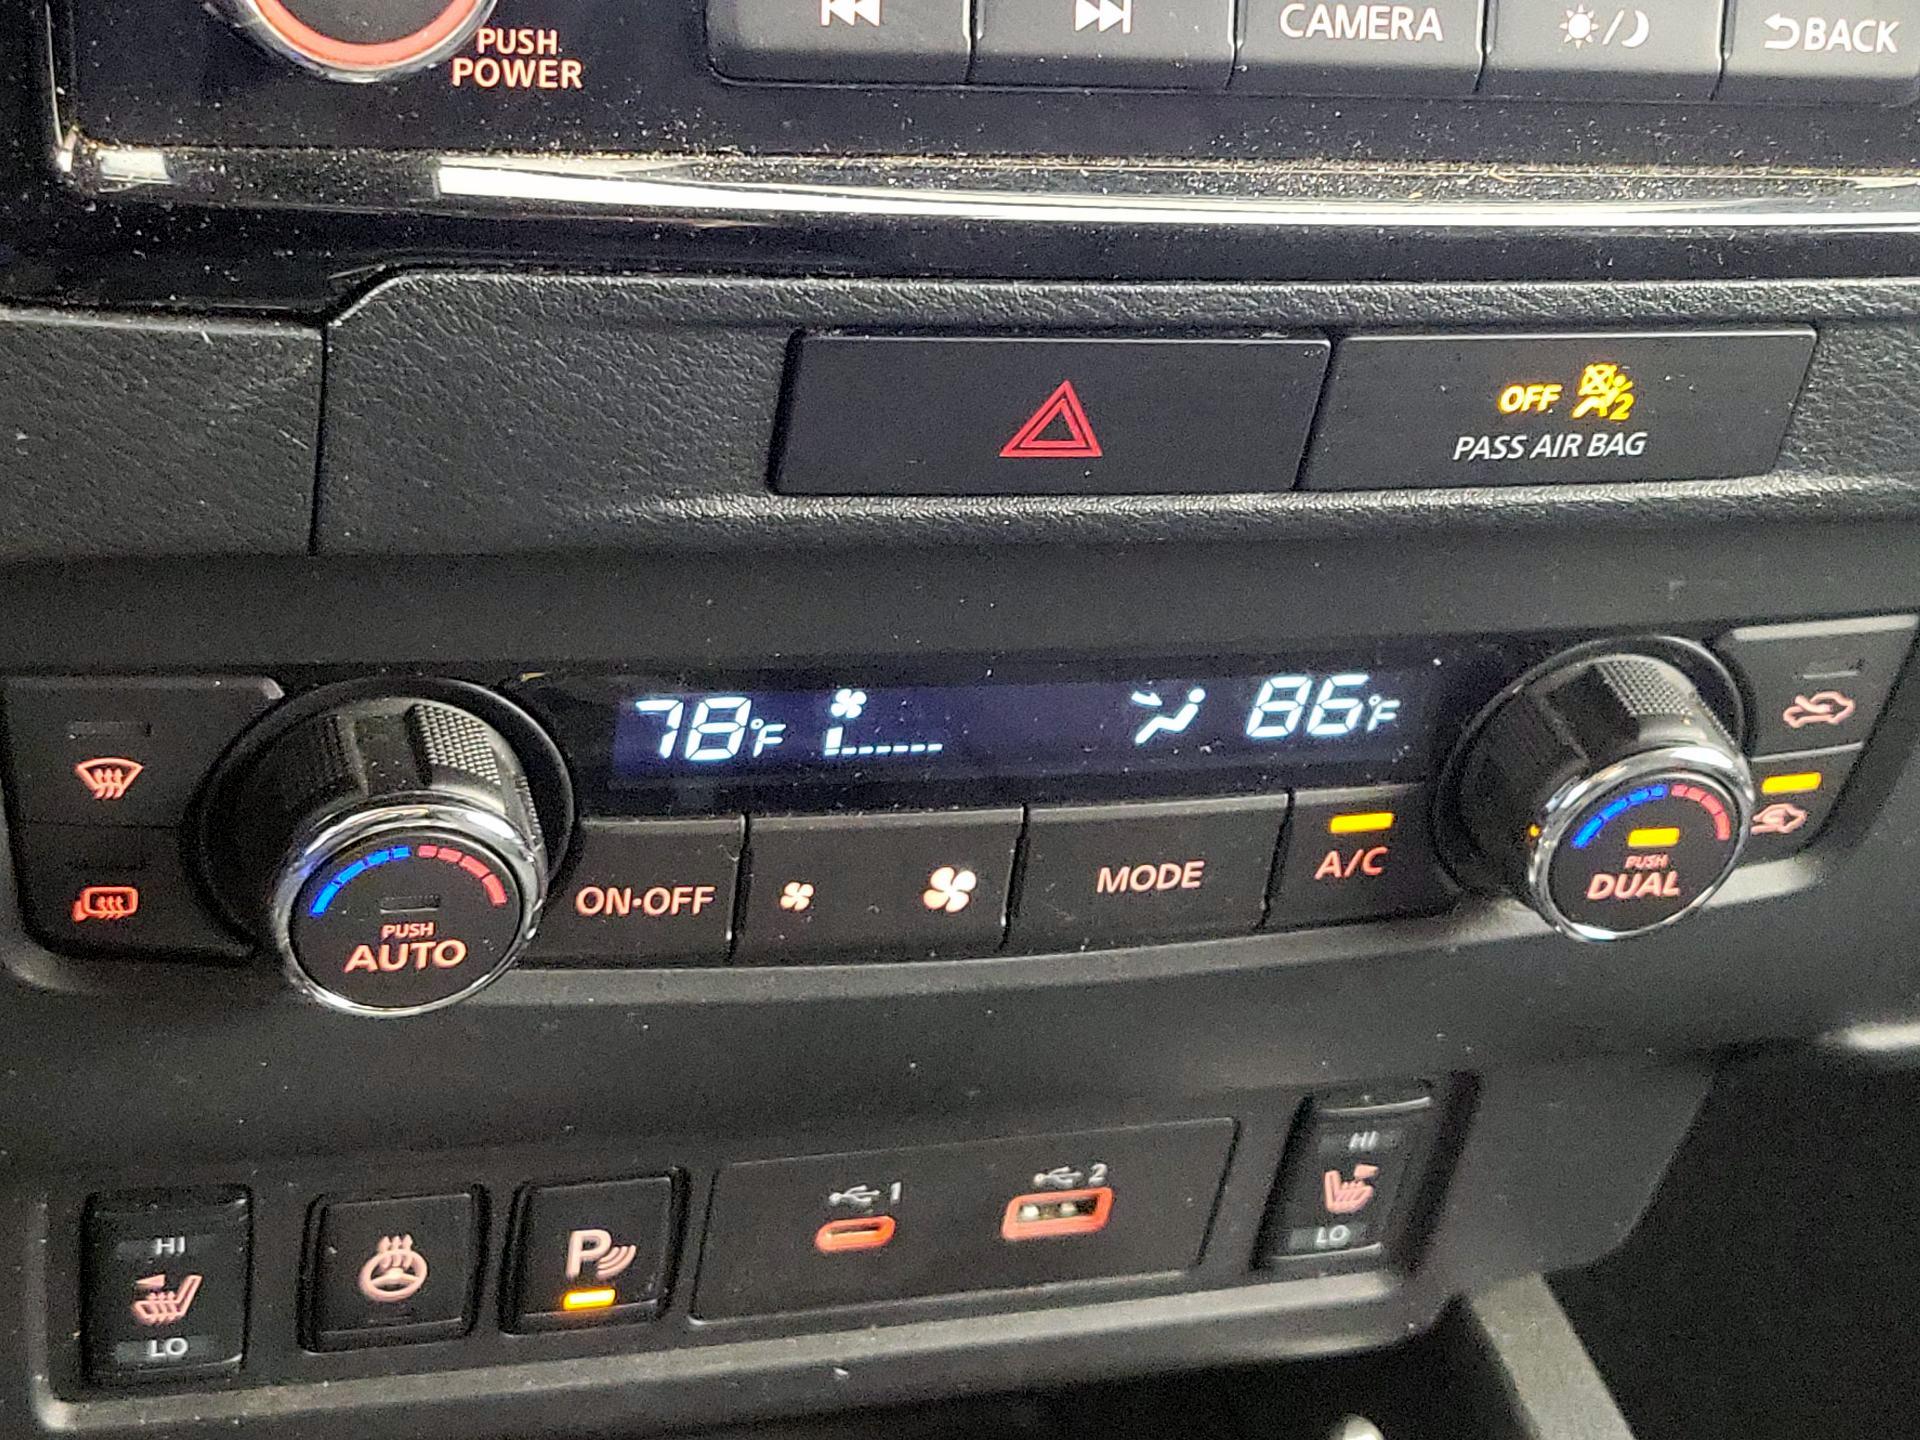 PUSH
POWER
CAMERA
BACK
OFF 2
PASS AIR BAG
78°F
86°F
ON•OFF
MODE
A/C
PUSH
AUTO
PUSH
DUAL
HI
LO
P
1
2
HI
LO